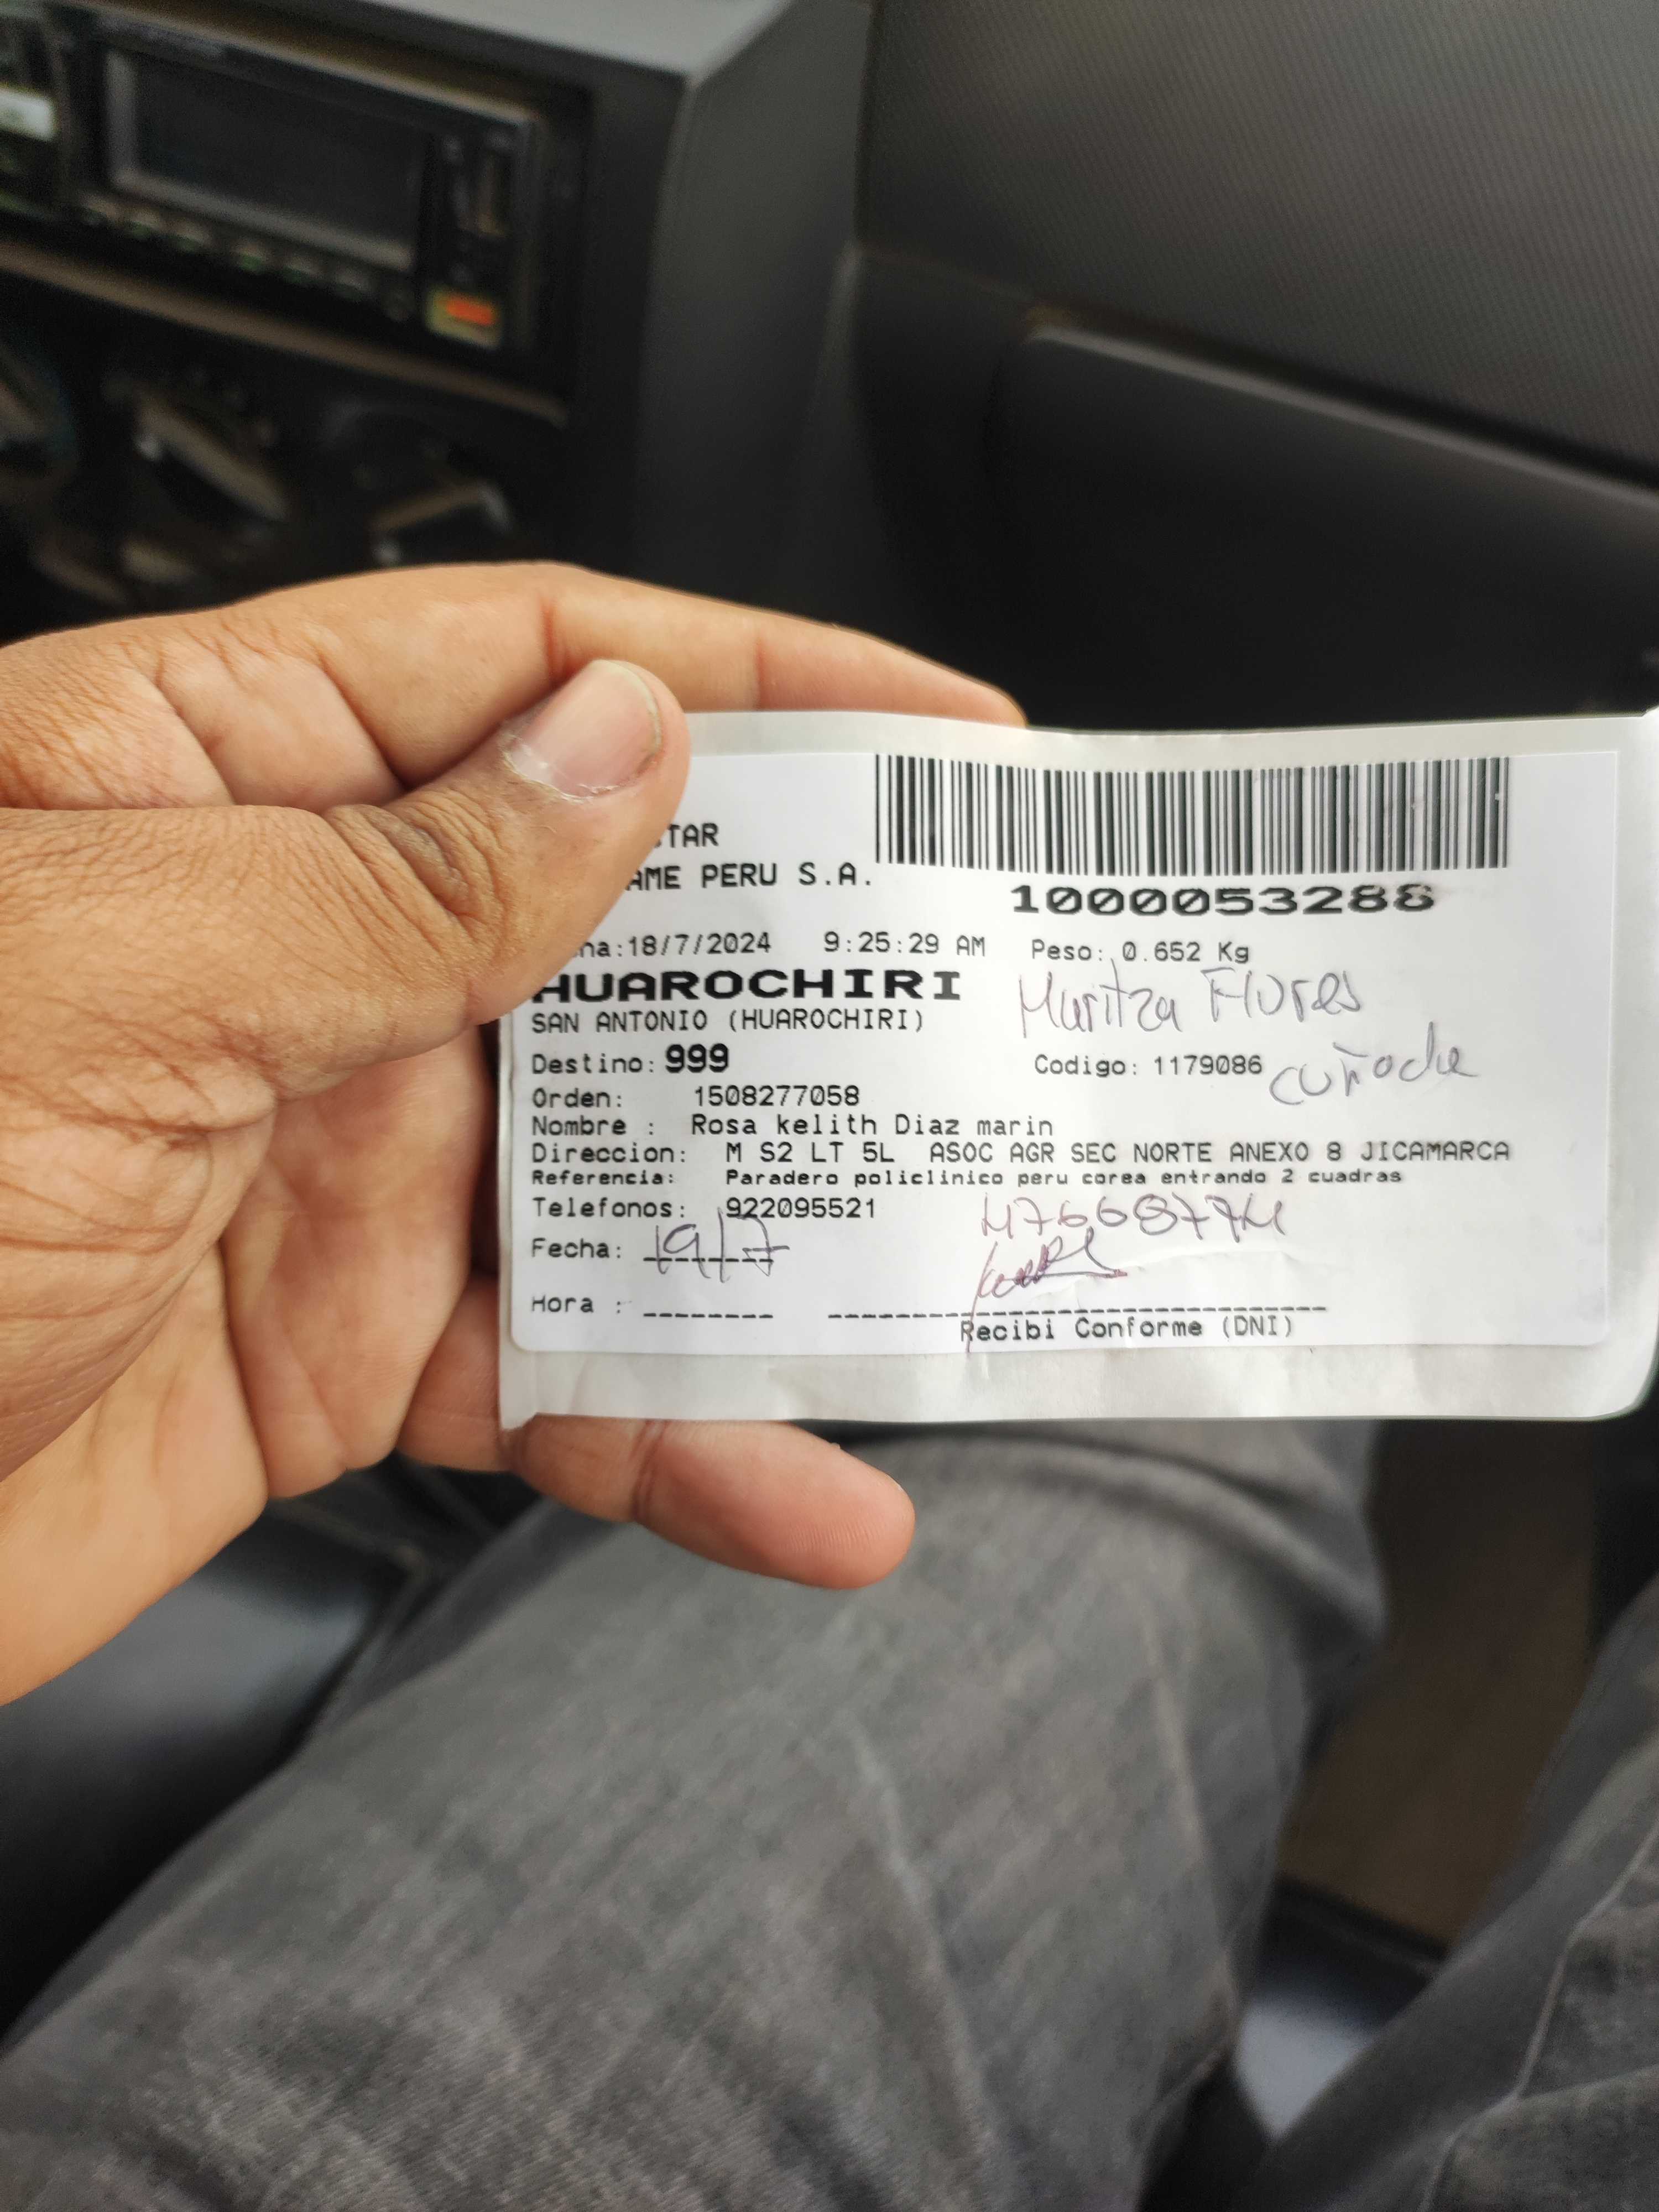 TAR
AME PERU S.A.
1000053288
ha:18/7/2024 9:25:29 AM Peso: 0.652 Kg
HUAROCHIRI
Maritza Flores
SAN ANTONIO (HUAROCHIRI)
Destino: 999 Codigo: 1179086
cuñada
Orden: 1508277058
Nombre : Rosa kelith Diaz marin
Direccion: M S2 LT 5L ASOC AGR SEC NORTE ANEXO 8 JICAMARCA
Referencia: Paradero policlinico peru corea entrando 2 cuadras
Telefonos: 922095521
Fecha: 19/7
Hora :
Recibi Conforme (DNI)